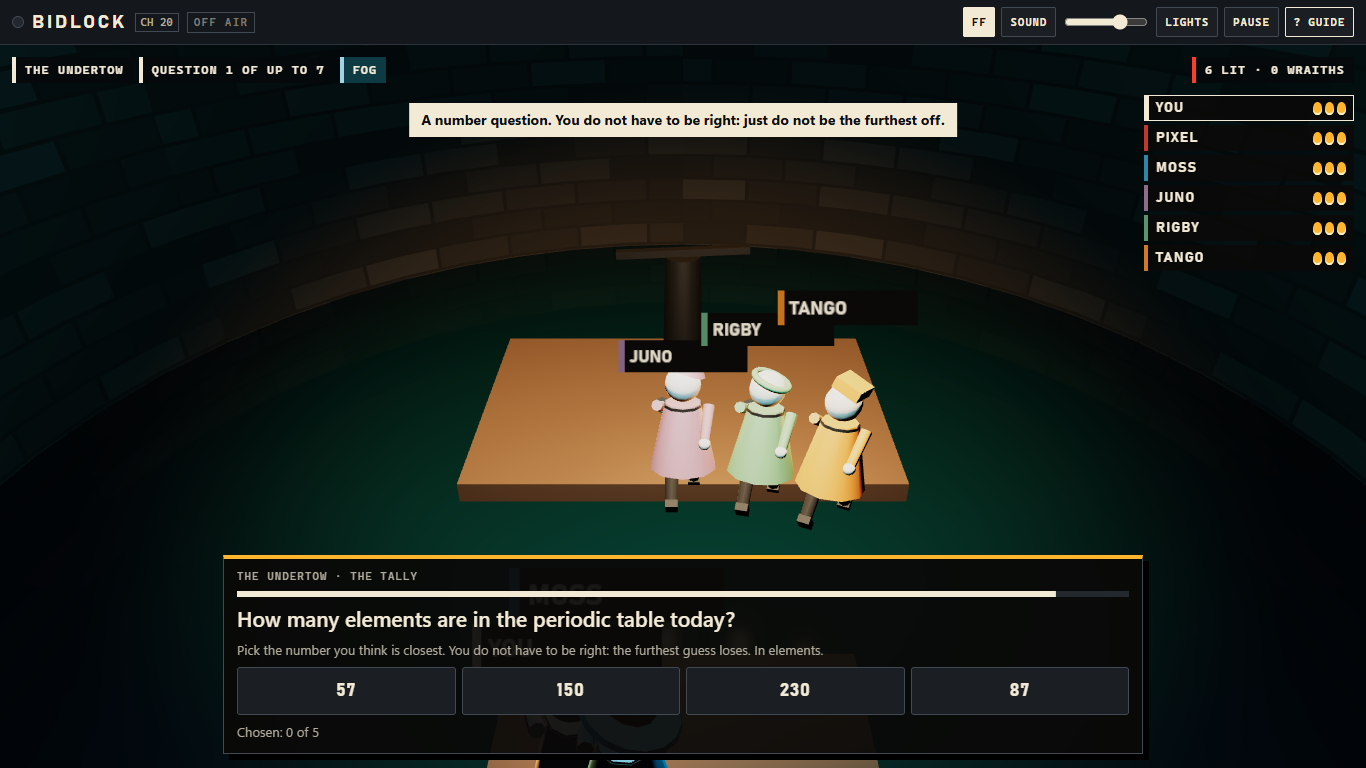 BIDLOCK CH 20 OFF AIR FF SOUND LIGHTS PAUSE ? GUIDE
THE UNDERTOW QUESTION 1 OF UP TO 7 FOG 6 LIT · 0 WRAITHS
A number question. You do not have to be right: just do not be the furthest off.
YOU
PIXEL
MOSS
JUNO
RIGBY
TANGO
TANGO
RIGBY
JUNO
THE UNDERTOW · THE TALLY
MOSS
How many elements are in the periodic table today?
YOU
Pick the number you think is closest. You do not have to be right: the furthest guess loses. In elements.
57 150 230 87
Chosen: 0 of 5